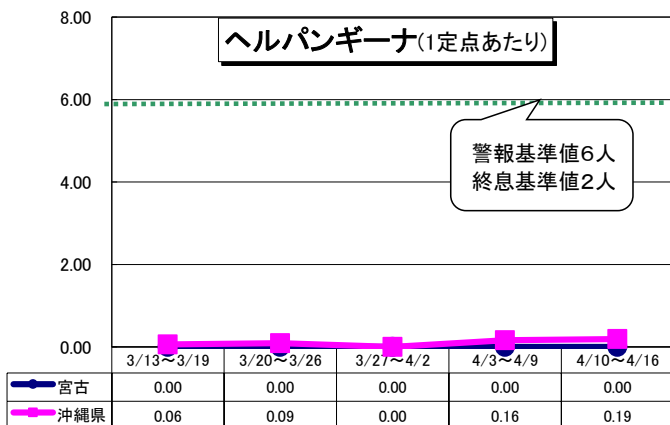 ヘルパンギーナ(1定点あたり)
8.00
6.00
4.00
2.00
0.00
警報基準値6人
終息基準値2人
3/13～3/19 3/20～3/26 3/27～4/2 4/3～4/9 4/10～4/16
宮古 0.00 0.00 0.00 0.00 0.00
沖縄県 0.06 0.09 0.00 0.16 0.19